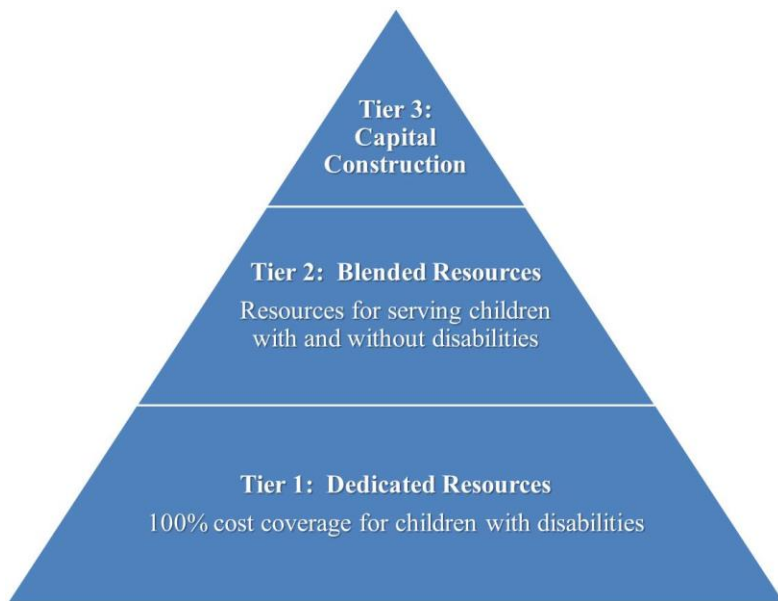 Tier 3:
Capital
Construction
Tier 2: Blended Resources
Resources for serving children
with and without disabilities
Tier 1: Dedicated Resources
100% cost coverage for children with disabilities